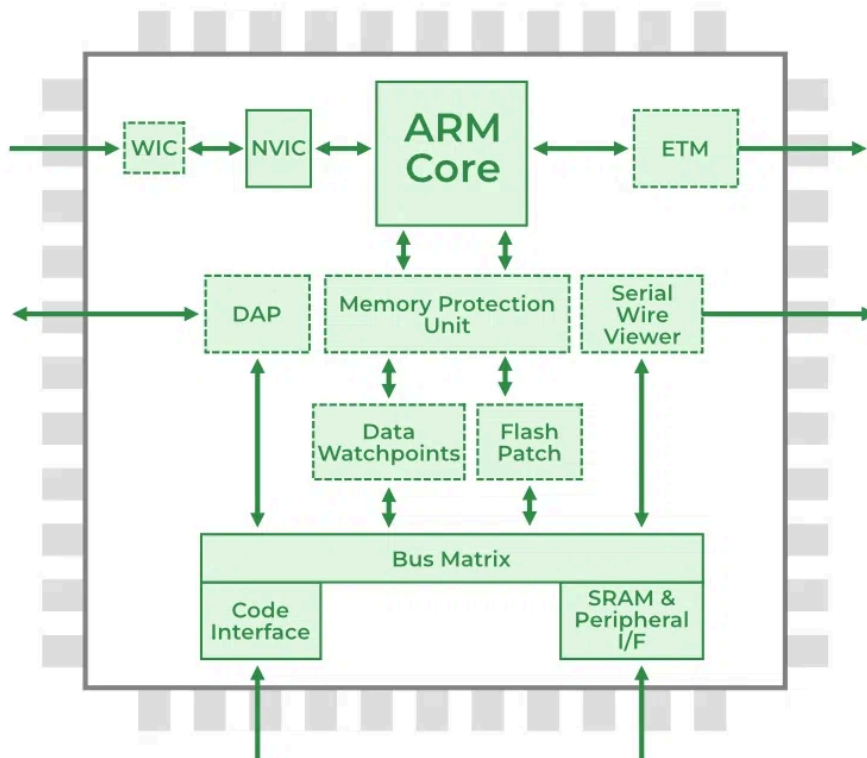 ARM
Core
WIC
NVIC
ETM
DAP
Memory Protection
Unit
Serial
Wire
Viewer
Data
Watchpoints
Flash
Patch
Bus Matrix
Code
Interface
SRAM &
Peripheral
I/F